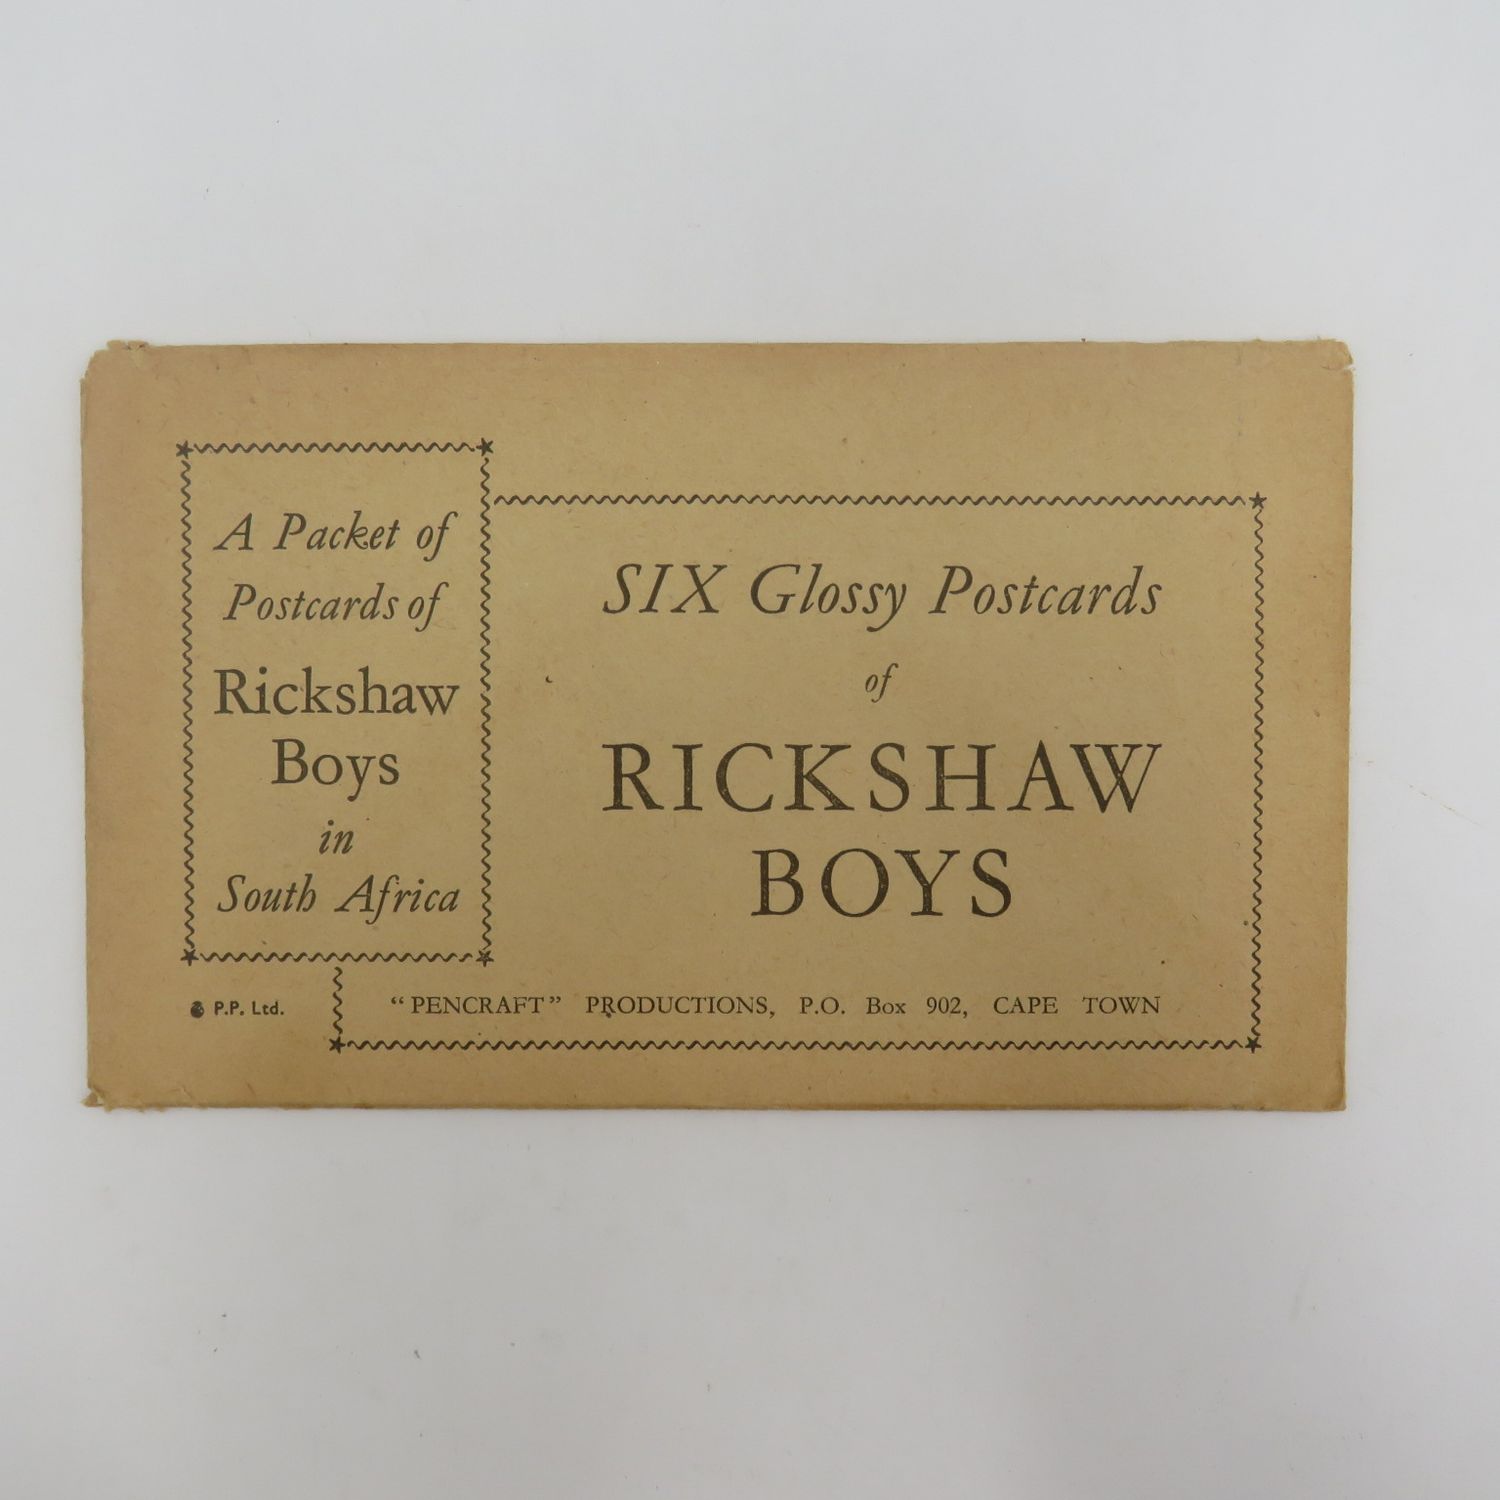 A Packet of
Postcards of
Rickshaw
Boys
in
South Africa
SIX Glossy Postcards
of
RICKSHAW
BOYS
P.P. Ltd.
"PENCRAFT" PRODUCTIONS, P.O. Box 902, CAPE TOWN